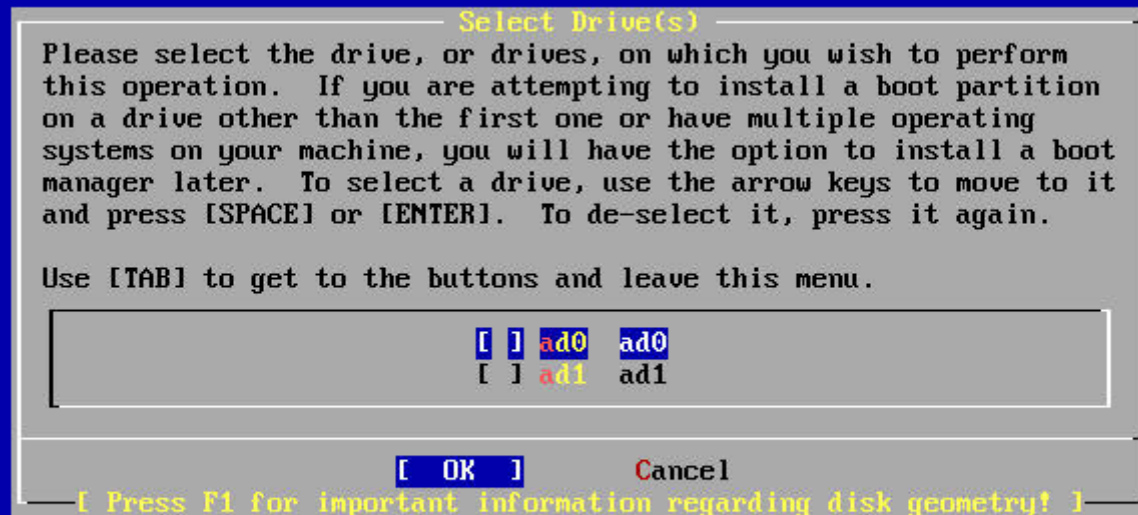 Select Drive(s)
Please select the drive, or drives, on which you wish to perform
this operation.  If you are attempting to install a boot partition
on a drive other than the first one or have multiple operating
systems on your machine, you will have the option to install a boot
manager later.  To select a drive, use the arrow keys to move to it
and press [SPACE] or [ENTER].  To de-select it, press it again.
Use [TAB] to get to the buttons and leave this menu.
[ ] ad0  ad0
[ ] ad1  ad1
[  OK  ]       Cancel
[ Press F1 for important information regarding disk geometry! ]